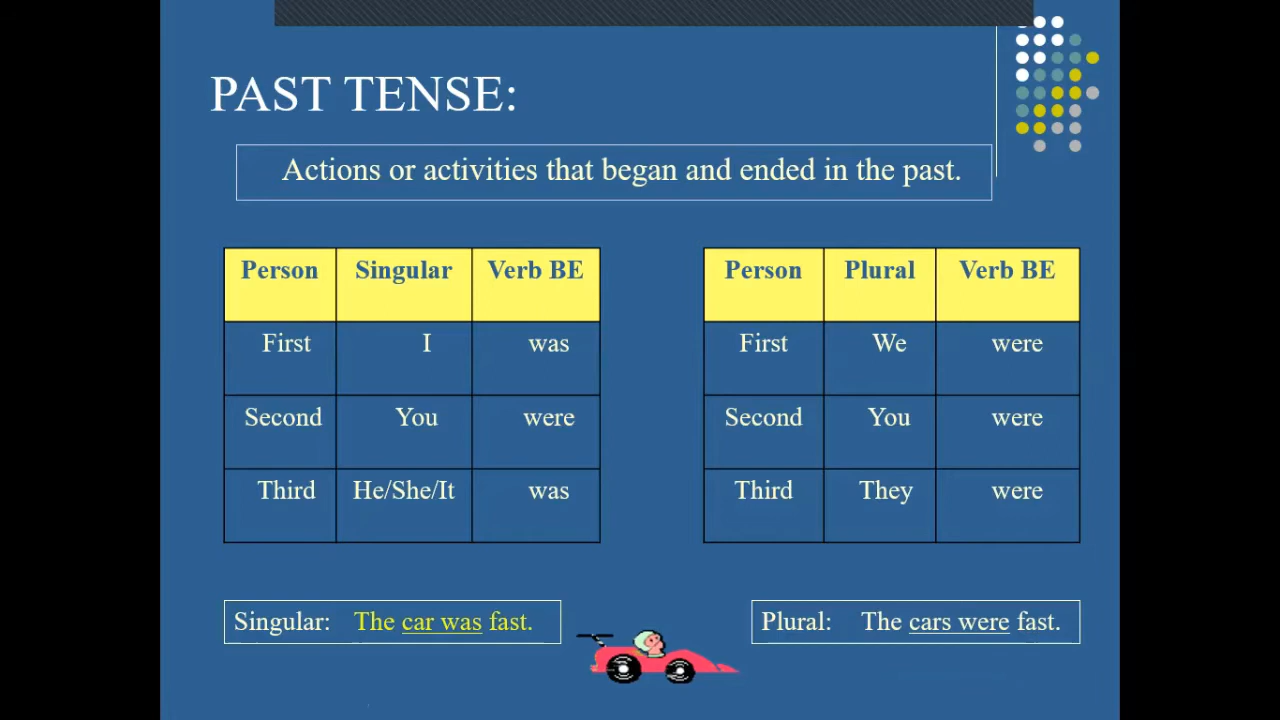 PAST TENSE:
Actions or activities that began and ended in the past.
Person Singular Verb BE
First I was
Second You were
Third He/She/It was
Person Plural Verb BE
First We were
Second You were
Third They were
Singular: The car was fast.
Plural: The cars were fast.